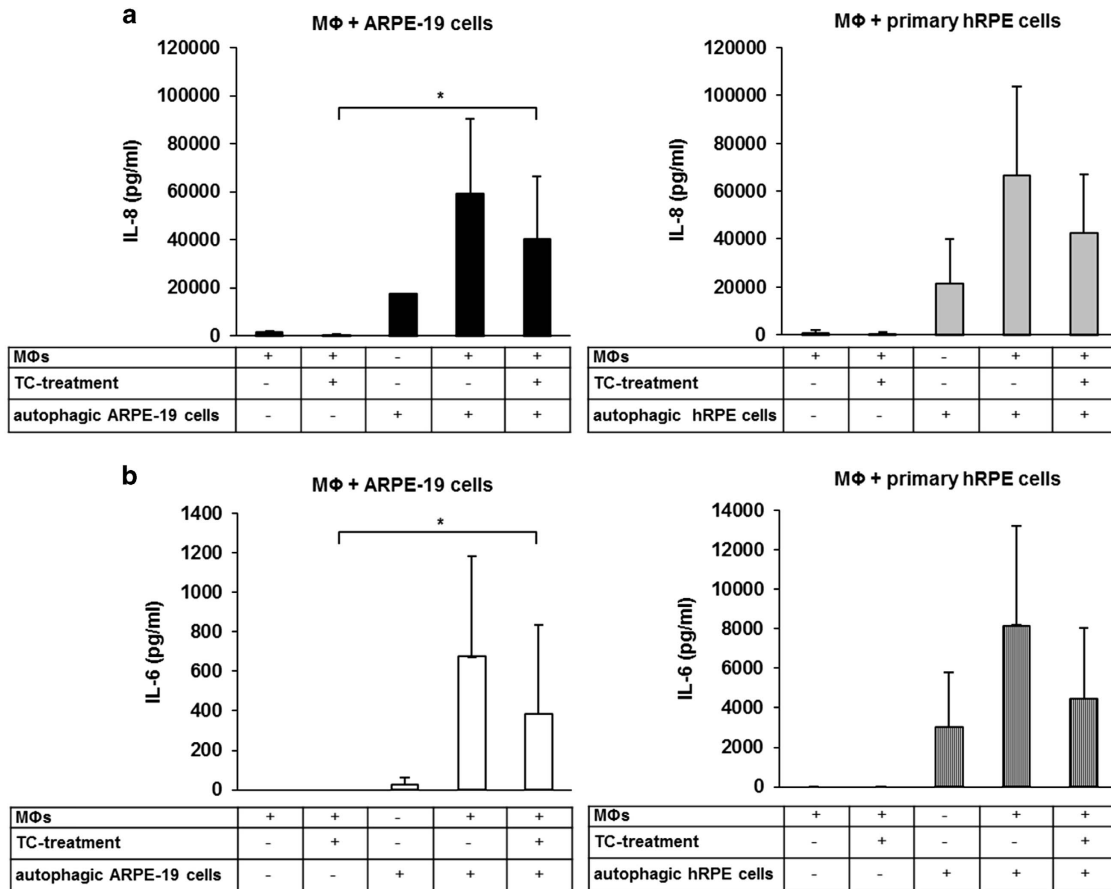 a
MΦ + ARPE-19 cells
120000
100000
80000
60000
40000
20000
0
IL-8 (pg/ml)
*
MΦs + + - + +
TC-treatment - + - - +
autophagic ARPE-19 cells - - + + +
MΦ + primary hRPE cells
120000
100000
80000
60000
40000
20000
0
IL-8 (pg/ml)
MΦs + + - + +
TC-treatment - + - - +
autophagic hRPE cells - - + + +
b
MΦ + ARPE-19 cells
1400
1200
1000
800
600
400
200
0
IL-6 (pg/ml)
*
MΦs + + - + +
TC-treatment - + - - +
autophagic ARPE-19 cells - - + + +
MΦ + primary hRPE cells
14000
12000
10000
8000
6000
4000
2000
0
IL-6 (pg/ml)
MΦs + + - + +
TC-treatment - + - - +
autophagic hRPE cells - - + + +